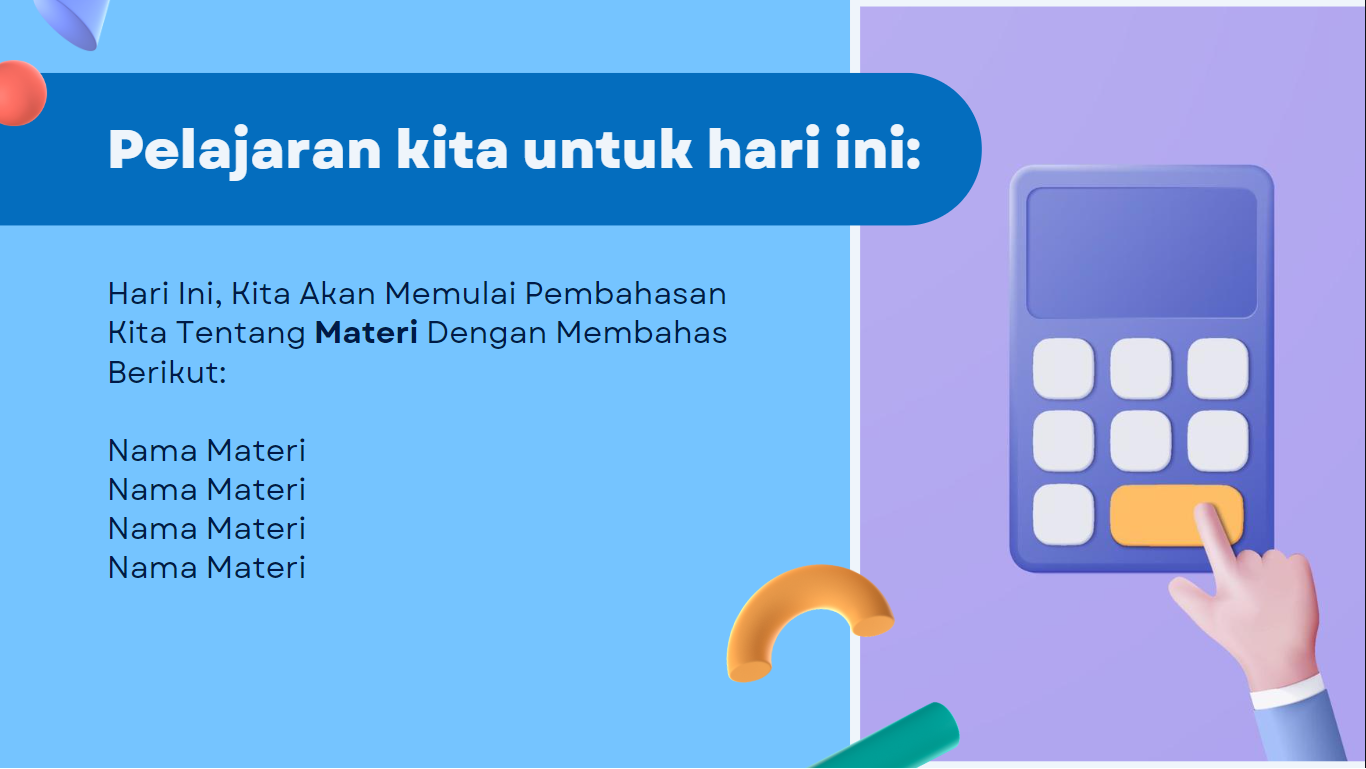 Pelajaran kita untuk hari ini:
Hari Ini, Kita Akan Memulai Pembahasan
Kita Tentang Materi Dengan Membahas
Berikut:
Nama Materi
Nama Materi
Nama Materi
Nama Materi